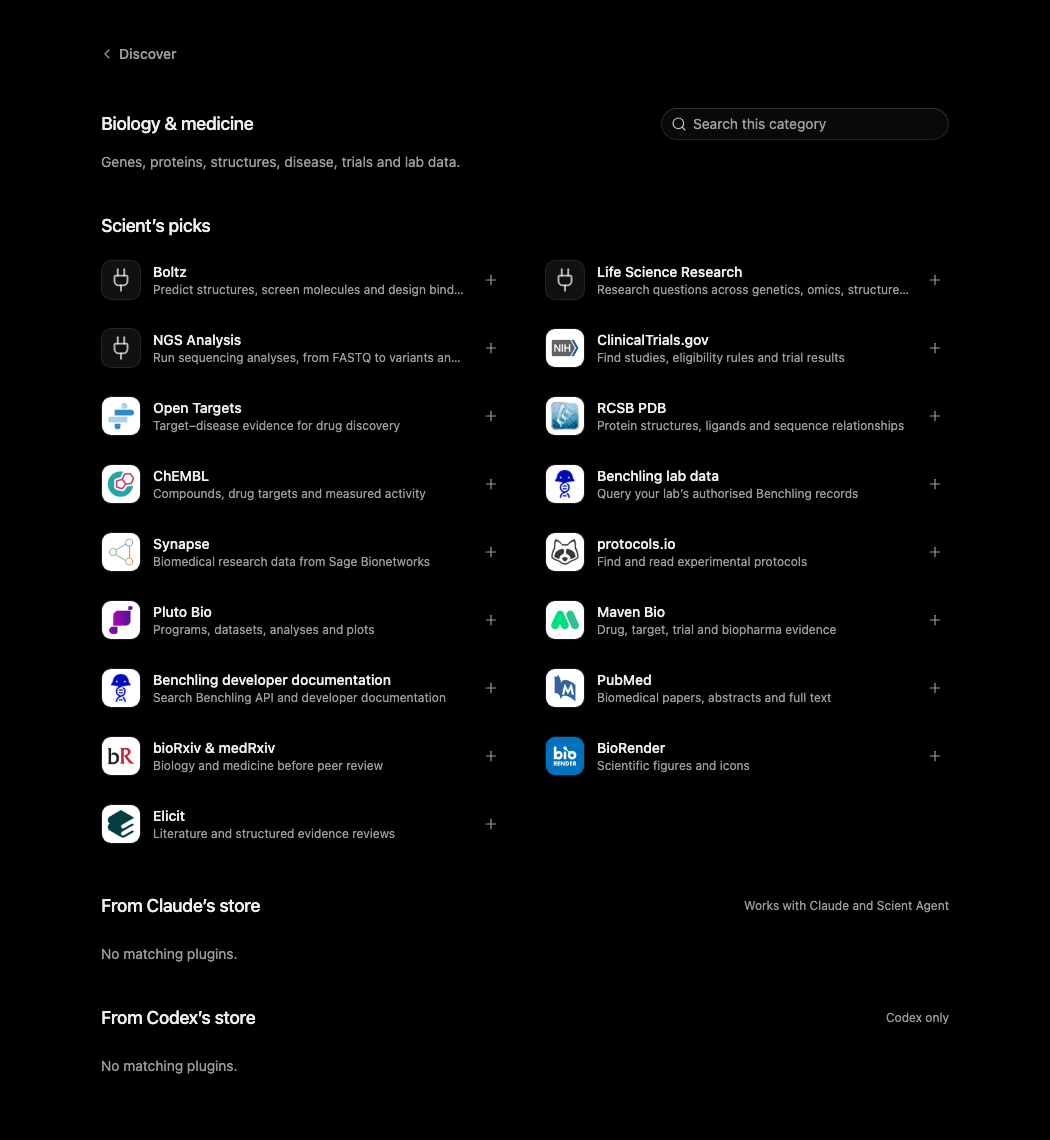 Discover
Biology & medicine
Search this category
Genes, proteins, structures, disease, trials and lab data.
Scient’s picks
Boltz
Predict structures, screen molecules and design bind...
Life Science Research
Research questions across genetics, omics, structure...
NGS Analysis
Run sequencing analyses, from FASTQ to variants an...
NIH
ClinicalTrials.gov
Find studies, eligibility rules and trial results
Open Targets
Target–disease evidence for drug discovery
RCSB PDB
Protein structures, ligands and sequence relationships
ChEMBL
Compounds, drug targets and measured activity
Benchling lab data
Query your lab’s authorised Benchling records
Synapse
Biomedical research data from Sage Bionetworks
protocols.io
Find and read experimental protocols
Pluto Bio
Programs, datasets, analyses and plots
Maven Bio
Drug, target, trial and biopharma evidence
Benchling developer documentation
Search Benchling API and developer documentation
M
PubMed
Biomedical papers, abstracts and full text
bR
bioRxiv & medRxiv
Biology and medicine before peer review
bio
RENDER
BioRender
Scientific figures and icons
Elicit
Literature and structured evidence reviews
From Claude’s store
Works with Claude and Scient Agent
No matching plugins.
From Codex’s store
Codex only
No matching plugins.